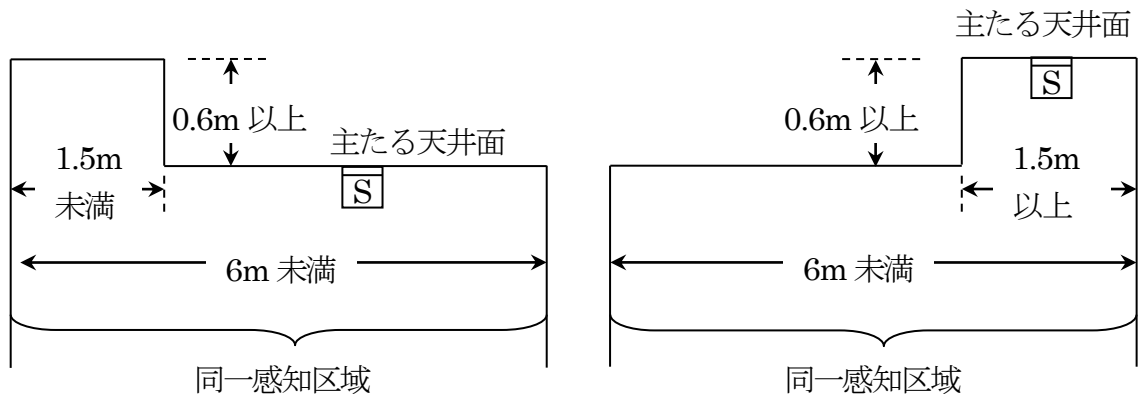 0.6m 以上
主たる天井面
S
1.5m
未満
6m 未満
同一感知区域
主たる天井面
S
0.6m 以上
1.5m
以上
6m 未満
同一感知区域